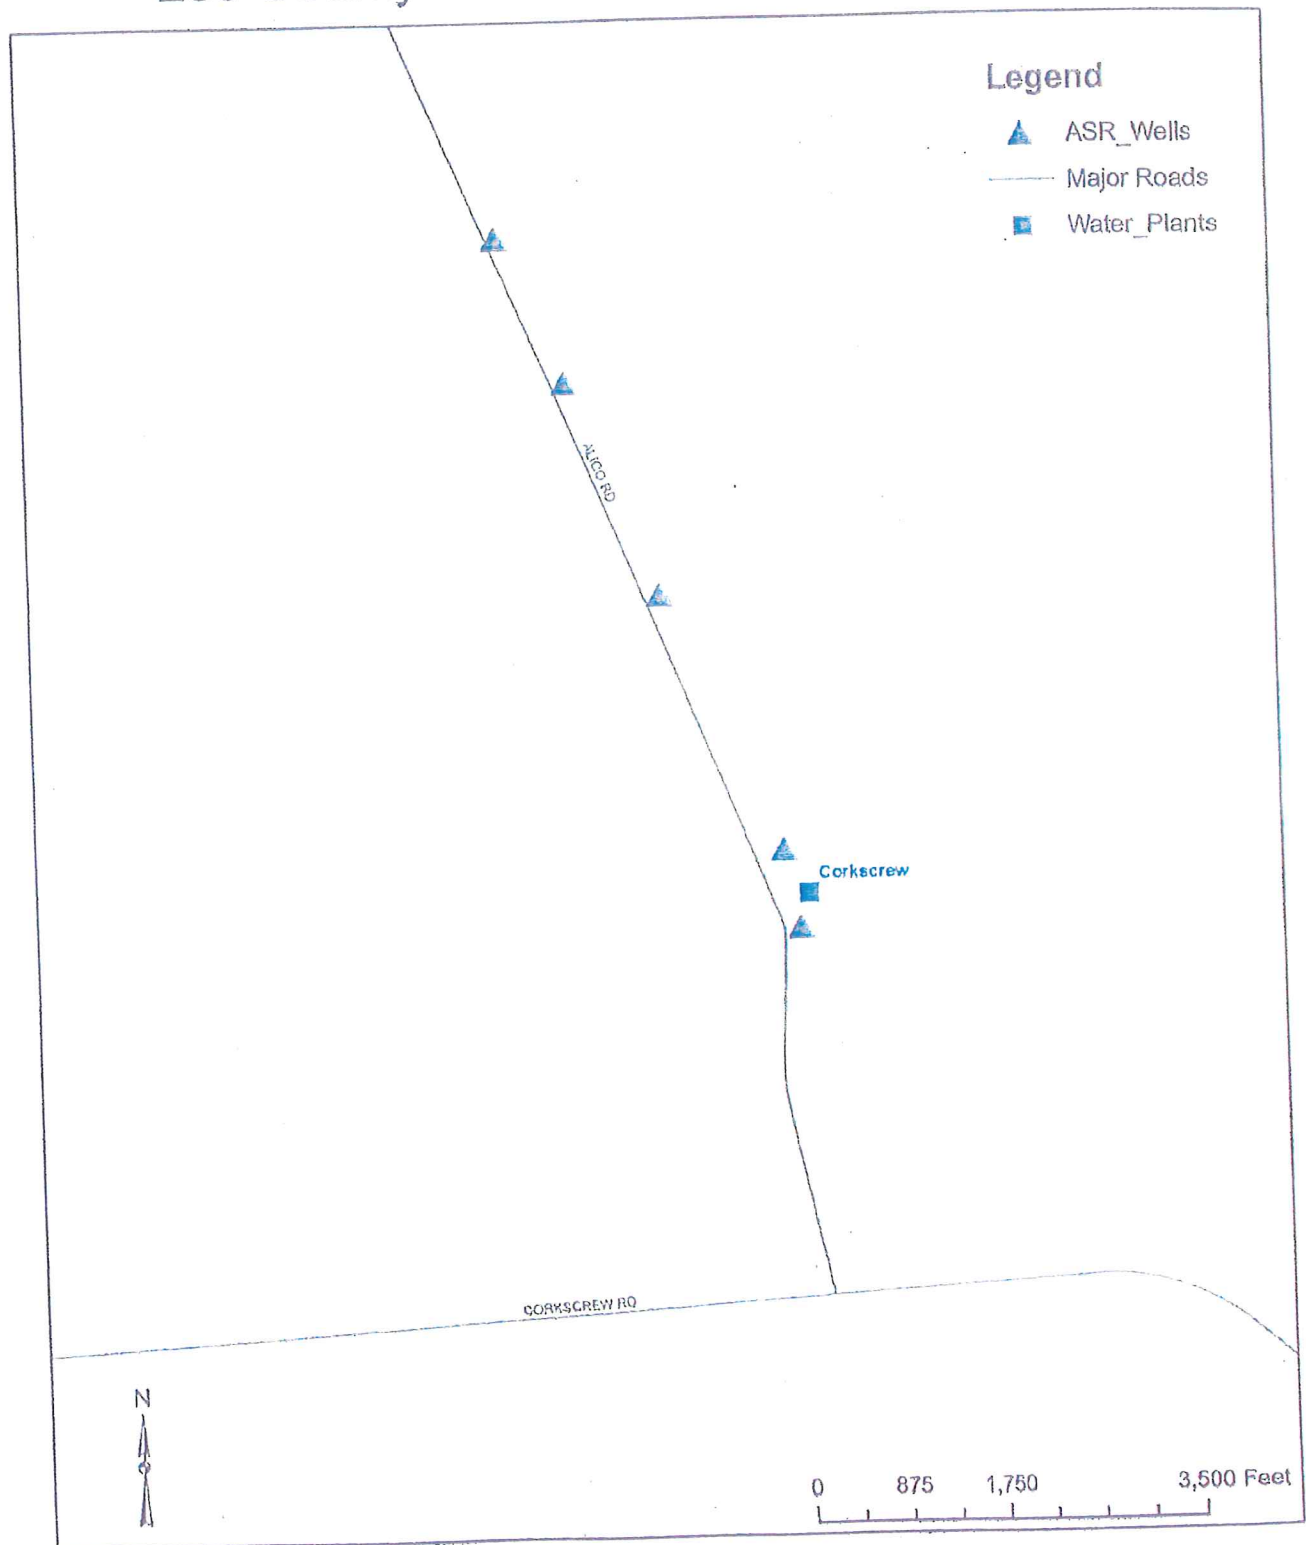 Legend
ASR_Wells
Major Roads
Water_Plants
ALICO RD
Corkscrew
CORKSCREW RD
N
0 875 1,750 3,500 Feet